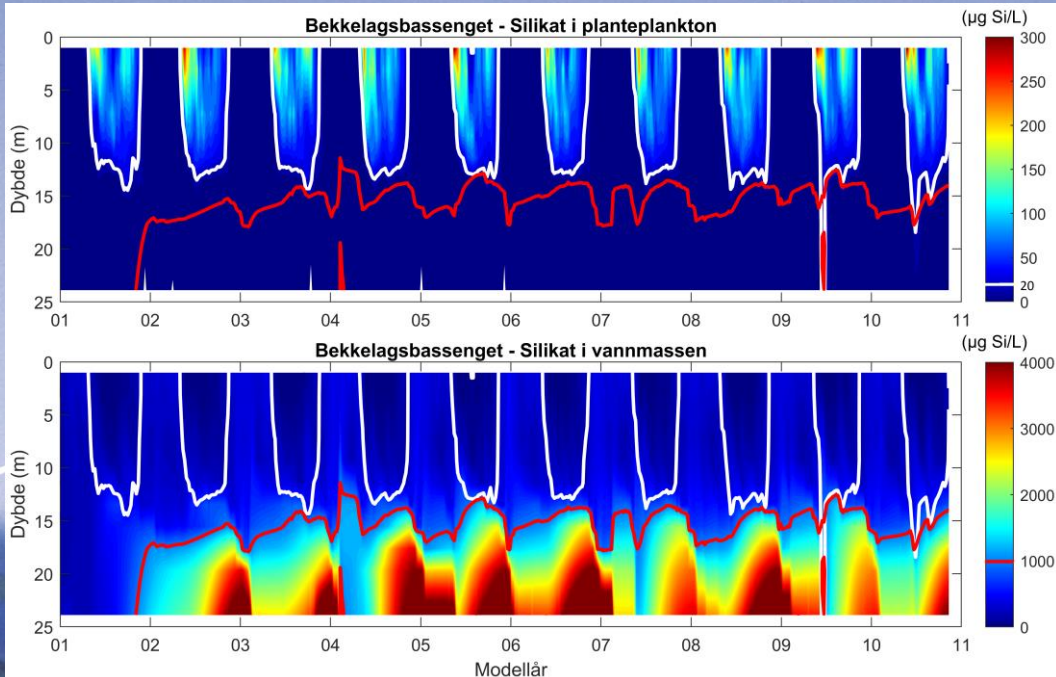 Bekkelagsbassenget - Silikat i planteplankton
(µg Si/L)
0
5
10
15
20
25
Dybde (m)
01 02 03 04 05 06 07 08 09 10 11
300
250
200
150
100
50
20
0
Bekkelagsbassenget - Silikat i vannmassen
(µg Si/L)
0
5
10
15
20
25
Dybde (m)
01 02 03 04 05 06 07 08 09 10 11
Modellår
4000
3000
2000
1000
0